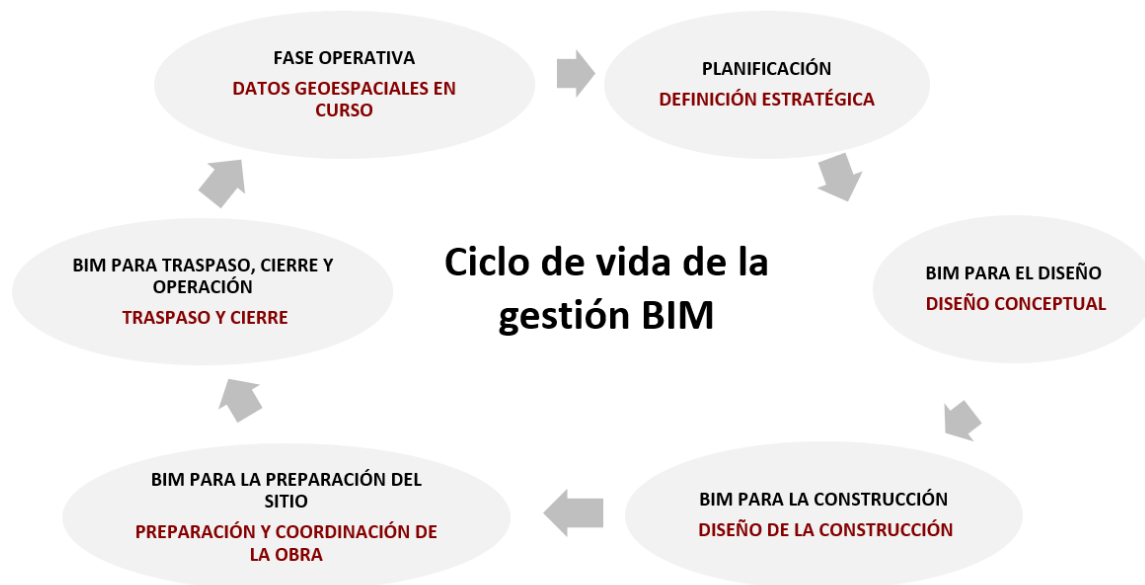 FASE OPERATIVA
DATOS GEOESPACIALES EN
CURSO
PLANIFICACIÓN
DEFINICIÓN ESTRATÉGICA
BIM PARA TRASPASO, CIERRE Y
OPERACIÓN
TRASPASO Y CIERRE
Ciclo de vida de la
gestión BIM
BIM PARA EL DISEÑO
DISEÑO CONCEPTUAL
BIM PARA LA PREPARACIÓN DEL
SITIO
PREPARACIÓN Y COORDINACIÓN DE
LA OBRA
BIM PARA LA CONSTRUCCIÓN
DISEÑO DE LA CONSTRUCCIÓN